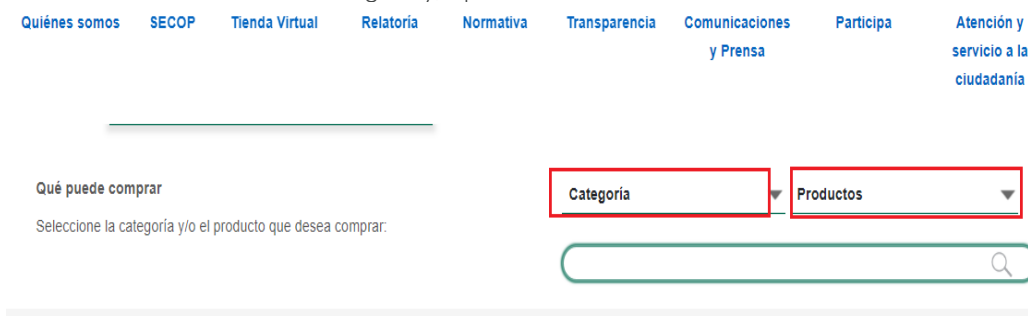 Quiénes somos SECOP Tienda Virtual Relatoría Normativa Transparencia Comunicaciones y Prensa Participa Atención y servicio a la ciudadanía
Qué puede comprar
Categoría Productos
Seleccione la categoría y/o el producto que desea comprar: